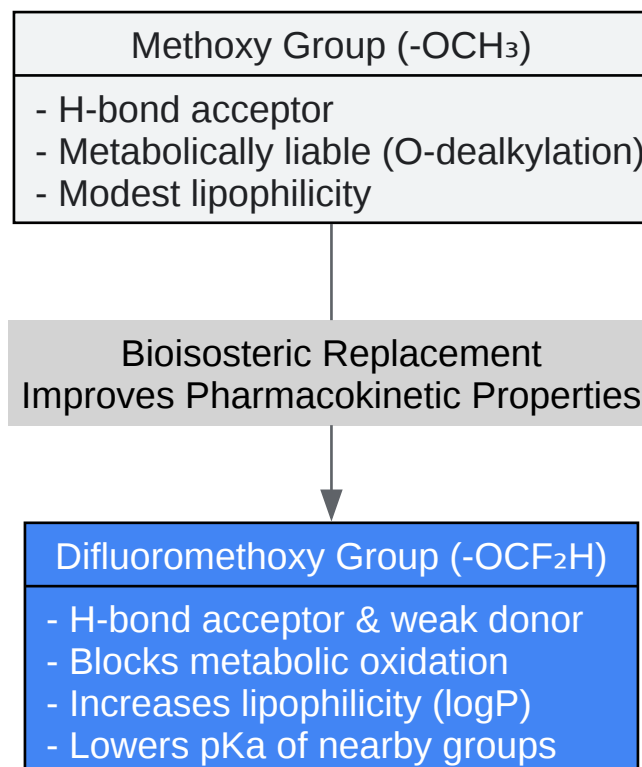 Methoxy Group (-OCH₃)
- H-bond acceptor
- Metabolically liable (O-dealkylation)
- Modest lipophilicity
Bioisosteric Replacement
Improves Pharmacokinetic Properties
Difluoromethoxy Group (-OCF₂H)
- H-bond acceptor & weak donor
- Blocks metabolic oxidation
- Increases lipophilicity (logP)
- Lowers pKa of nearby groups